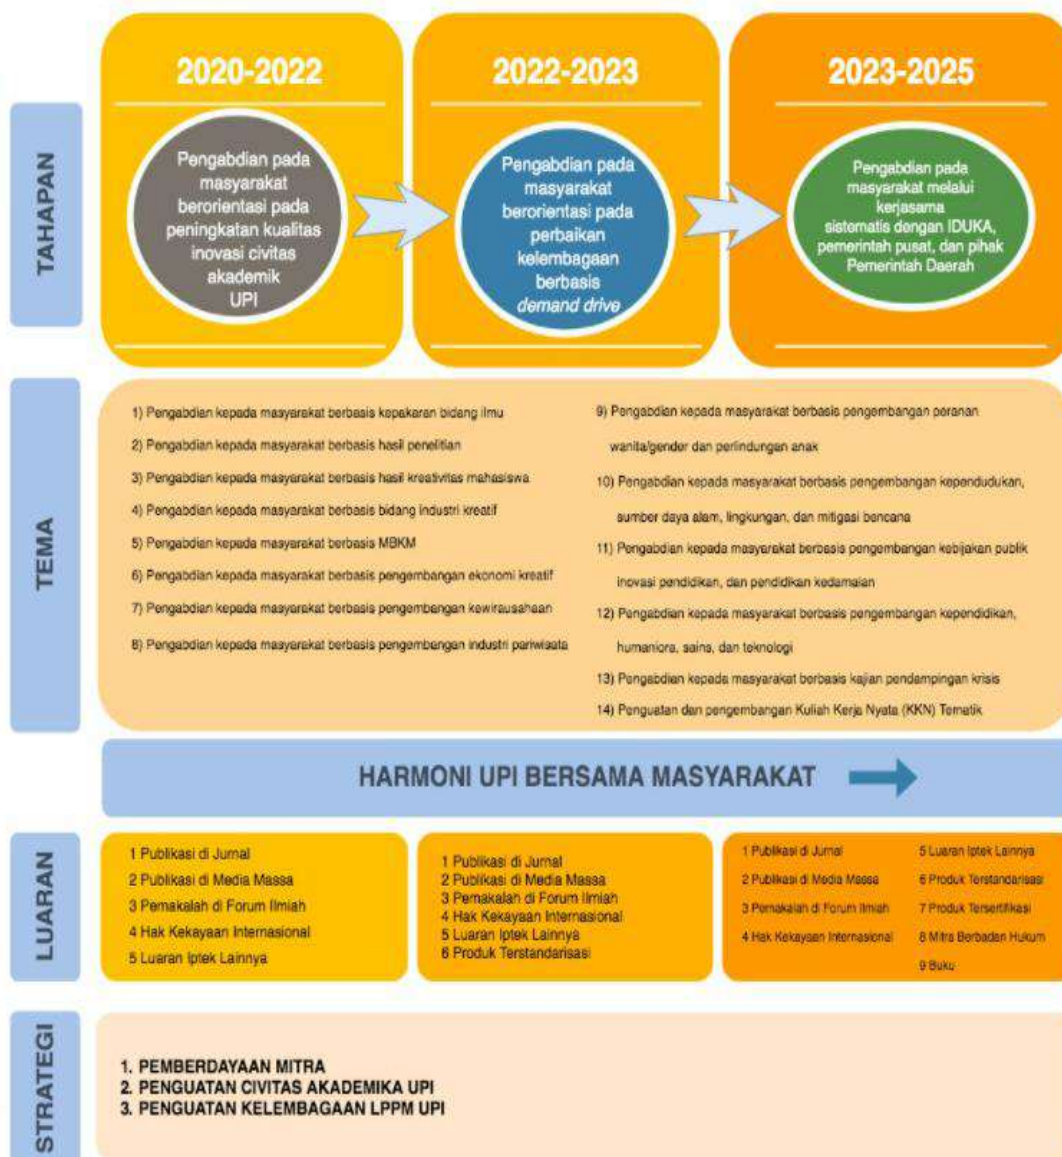 TAHAPAN
2020-2022
Pengabdian pada
masyarakat
berorientasi pada
peningkatan kualitas
inovasi civitas
akademik
UPI
2022-2023
Pengabdian pada
masyarakat
berorientasi pada
perbaikan
kelembagaan
berbasis
demand drive
2023-2025
Pengabdian pada
masyarakat melalui
kerjasama
sistematis dengan IDUKA,
pemerintah pusat, dan pihak
Pemerintah Daerah
TEMA
1) Pengabdian kepada masyarakat berbasis kepakaran bidang ilmu
2) Pengabdian kepada masyarakat berbasis hasil penelitian
3) Pengabdian kepada masyarakat berbasis hasil kreativitas mahasiswa
4) Pengabdian kepada masyarakat berbasis bidang industri kreatif
5) Pengabdian kepada masyarakat berbasis MBKM
6) Pengabdian kepada masyarakat berbasis pengembangan ekonomi kreatif
7) Pengabdian kepada masyarakat berbasis pengembangan kewirausahaan
8) Pengabdian kepada masyarakat berbasis pengembangan industri pariwisata
9) Pengabdian kepada masyarakat berbasis pengembangan peranan
wanita/gender dan perlindungan anak
10) Pengabdian kepada masyarakat berbasis pengembangan kependudukan,
sumber daya alam, lingkungan, dan mitigasi bencana
11) Pengabdian kepada masyarakat berbasis pengembangan kebijakan publik
inovasi pendidikan, dan pendidikan kedamaian
12) Pengabdian kepada masyarakat berbasis pengembangan kependidikan,
humaniora, sains, dan teknologi
13) Pengabdian kepada masyarakat berbasis kajian pendampingan krisis
14) Penguatan dan pengembangan Kuliah Kerja Nyata (KKN) Tematik
HARMONI UPI BERSAMA MASYARAKAT
LUARAN
1 Publikasi di Jurnal
2 Publikasi di Media Massa
3 Pemakalah di Forum Ilmiah
4 Hak Kekayaan Internasional
5 Luaran Iptek Lainnya
1 Publikasi di Jurnal
2 Publikasi di Media Massa
3 Pemakalah di Forum Ilmiah
4 Hak Kekayaan Internasional
5 Luaran Iptek Lainnya
6 Produk Terstandarisasi
1 Publikasi di Jurnal
2 Publikasi di Media Massa
3 Pemakalah di Forum Ilmiah
4 Hak Kekayaan Internasional
5 Luaran Iptek Lainnya
6 Produk Terstandarisasi
7 Produk Tersertifikasi
8 Mitra Berbadan Hukum
9 Buku
STRATEGI
1. PEMBERDAYAAN MITRA
2. PENGUATAN CIVITAS AKADEMIKA UPI
3. PENGUATAN KELEMBAGAAN LPPM UPI